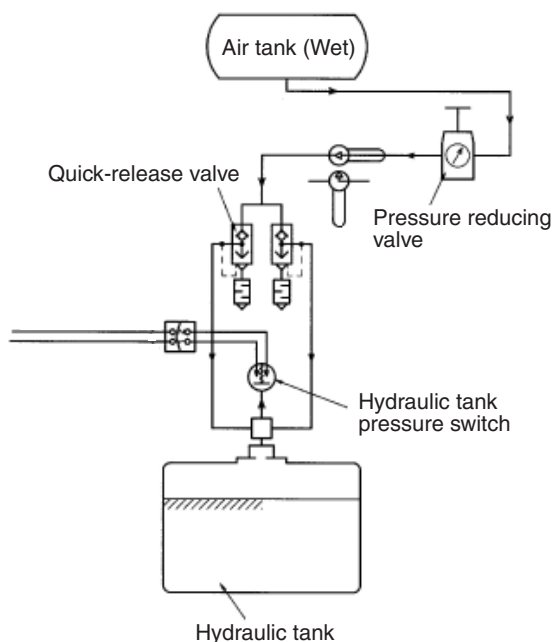 Air tank (Wet)
Quick-release valve
Pressure reducing
valve
Hydraulic tank
pressure switch
Hydraulic tank